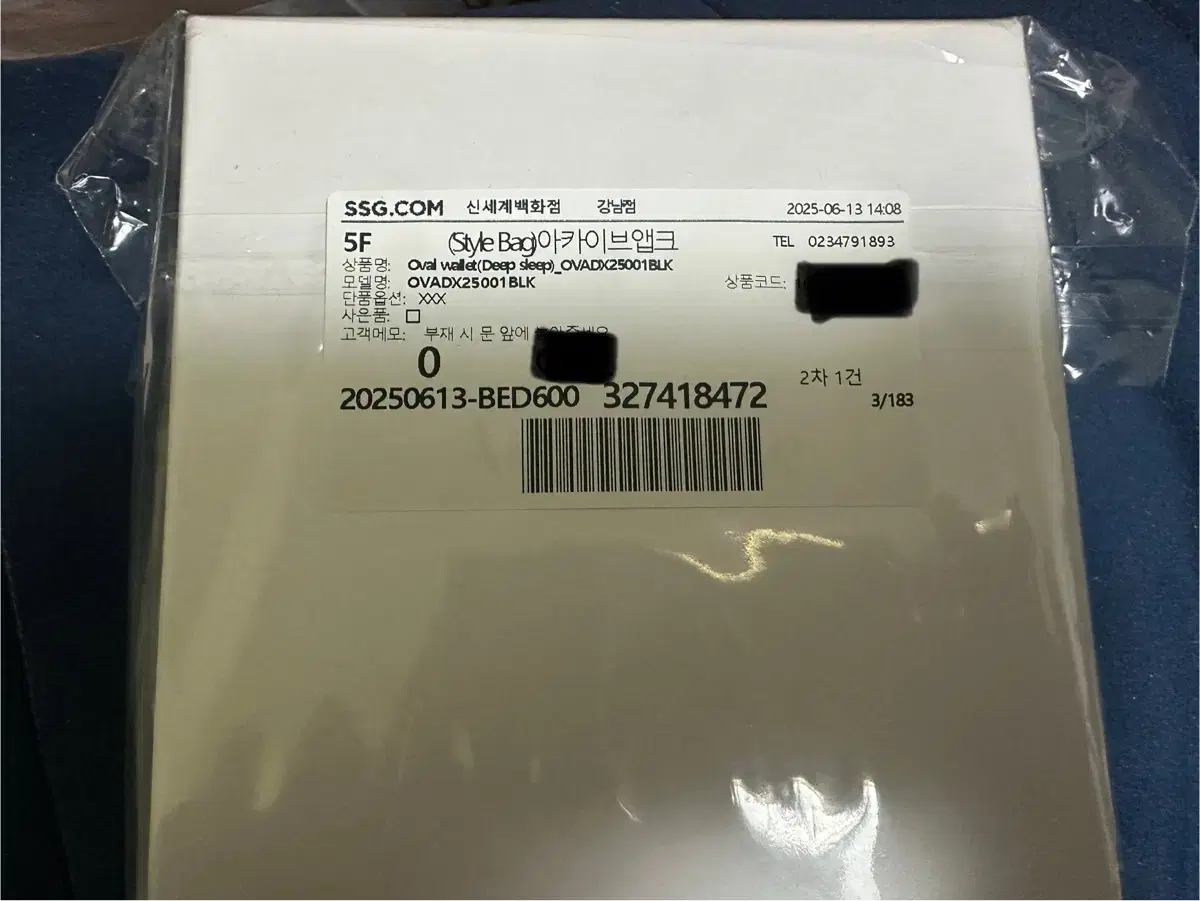 SSG.COM 신세계백화점 강남점 2025-06-13 14:08
5F (Style Bag)아카이브앱크 TEL 0234791893
상품명: Oval wallet(Deep sleep)_OVADX25001BLK
모델명: OVADX25001BLK 상품코드:
단품옵션: XXX
사은품: □
고객메모: 부재 시 문 앞에
0
2차 1건
20250613-BED600 327418472
3/183